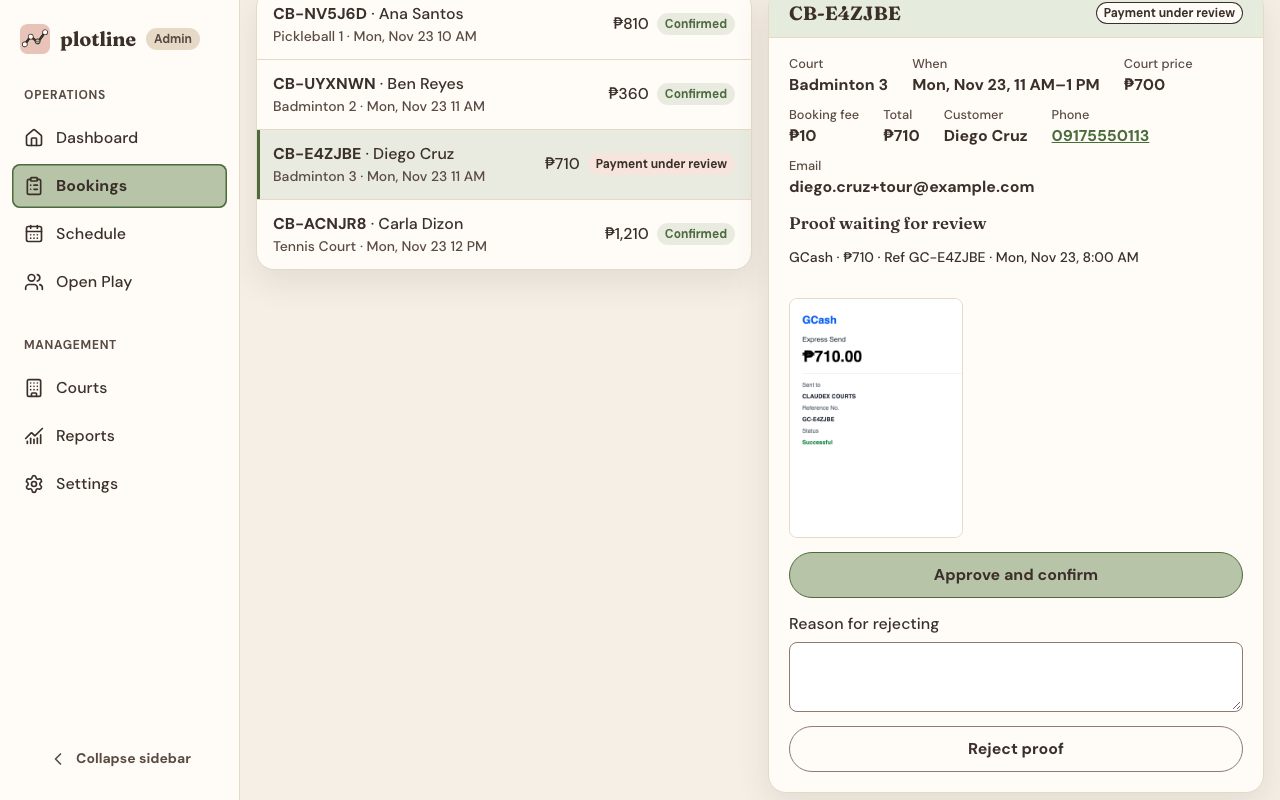 plotline Admin
OPERATIONS
Dashboard
Bookings
Schedule
Open Play
MANAGEMENT
Courts
Reports
Settings
Collapse sidebar
CB-NV5J6D · Ana Santos
Pickleball 1 · Mon, Nov 23 10 AM
₱810 Confirmed
CB-UYXNWN · Ben Reyes
Badminton 2 · Mon, Nov 23 11 AM
₱360 Confirmed
CB-E4ZJBE · Diego Cruz
Badminton 3 · Mon, Nov 23 11 AM
₱710 Payment under review
CB-ACNJR8 · Carla Dizon
Tennis Court · Mon, Nov 23 12 PM
₱1,210 Confirmed
CB-E4ZJBE Payment under review
Court When Court price
Badminton 3 Mon, Nov 23, 11 AM–1 PM ₱700
Booking fee Total Customer Phone
₱10 ₱710 Diego Cruz 09175550113
Email
diego.cruz+tour@example.com
Proof waiting for review
GCash · ₱710 · Ref GC-E4ZJBE · Mon, Nov 23, 8:00 AM
GCash
Express Send
₱710.00
Sent to
CLAUDEX COURTS
Reference No.
GC-E4ZJBE
Status
Successful
Approve and confirm
Reason for rejecting
Reject proof